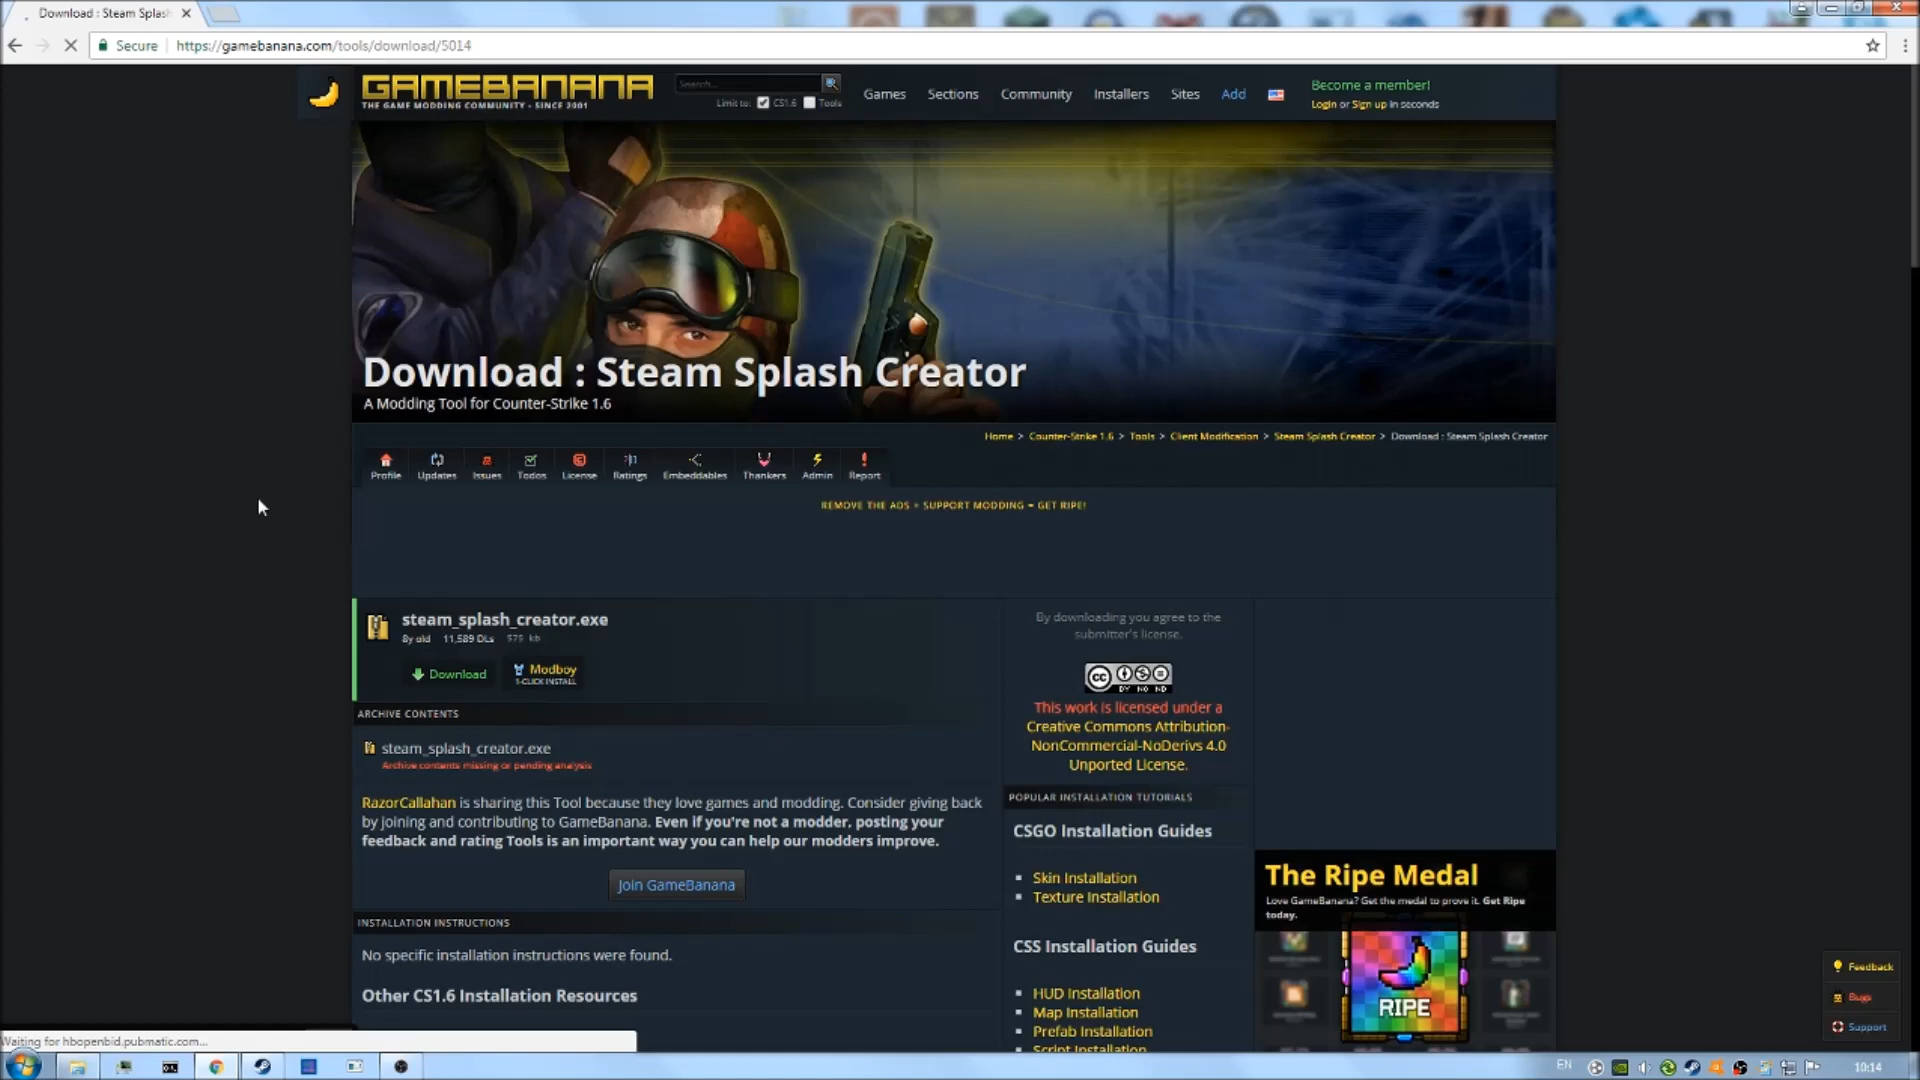 Download : Steam Splash
Secure
https://gamebanana.com/tools/download/5014
GAMEBANANA
THE GAME MODDING COMMUNITY - SINCE 2001
Search...
Limit to: CS1.6 Tools
Games
Sections
Community
Installers
Sites
Add
Become a member!
Login or Sign up in seconds
Download : Steam Splash Creator
A Modding Tool for Counter-Strike 1.6
Home > Counter-Strike 1.6 > Tools > Client Modification > Steam Splash Creator > Download : Steam Splash Creator
Profile
Updates
Issues
Todos
License
Ratings
Embeddables
Thankers
Admin
Report
REMOVE THE ADS + SUPPORT MODDING = GET RIPE!
steam_splash_creator.exe
By old 11,589 DLs 575 kb
Download
Modboy
1-CLICK INSTALL
ARCHIVE CONTENTS
steam_splash_creator.exe
Archive contents missing or pending analysis
RazorCallahan is sharing this Tool because they love games and modding. Consider giving back
by joining and contributing to GameBanana. Even if you're not a modder, posting your
feedback and rating Tools is an important way you can help our modders improve.
Join GameBanana
INSTALLATION INSTRUCTIONS
No specific installation instructions were found.
Other CS1.6 Installation Resources
By downloading you agree to the
submitter's license.
cc
BY NC ND
This work is licensed under a
Creative Commons Attribution-
NonCommercial-NoDerivs 4.0
Unported License.
POPULAR INSTALLATION TUTORIALS
CSGO Installation Guides
Skin Installation
Texture Installation
CSS Installation Guides
HUD Installation
Map Installation
Prefab Installation
Script Installation
The Ripe Medal
Love GameBanana? Get the medal to prove it. Get Ripe
today.
RIPE
Feedback
Bugs
Support
Waiting for hbopenbid.pubmatic.com...
EN
10:14